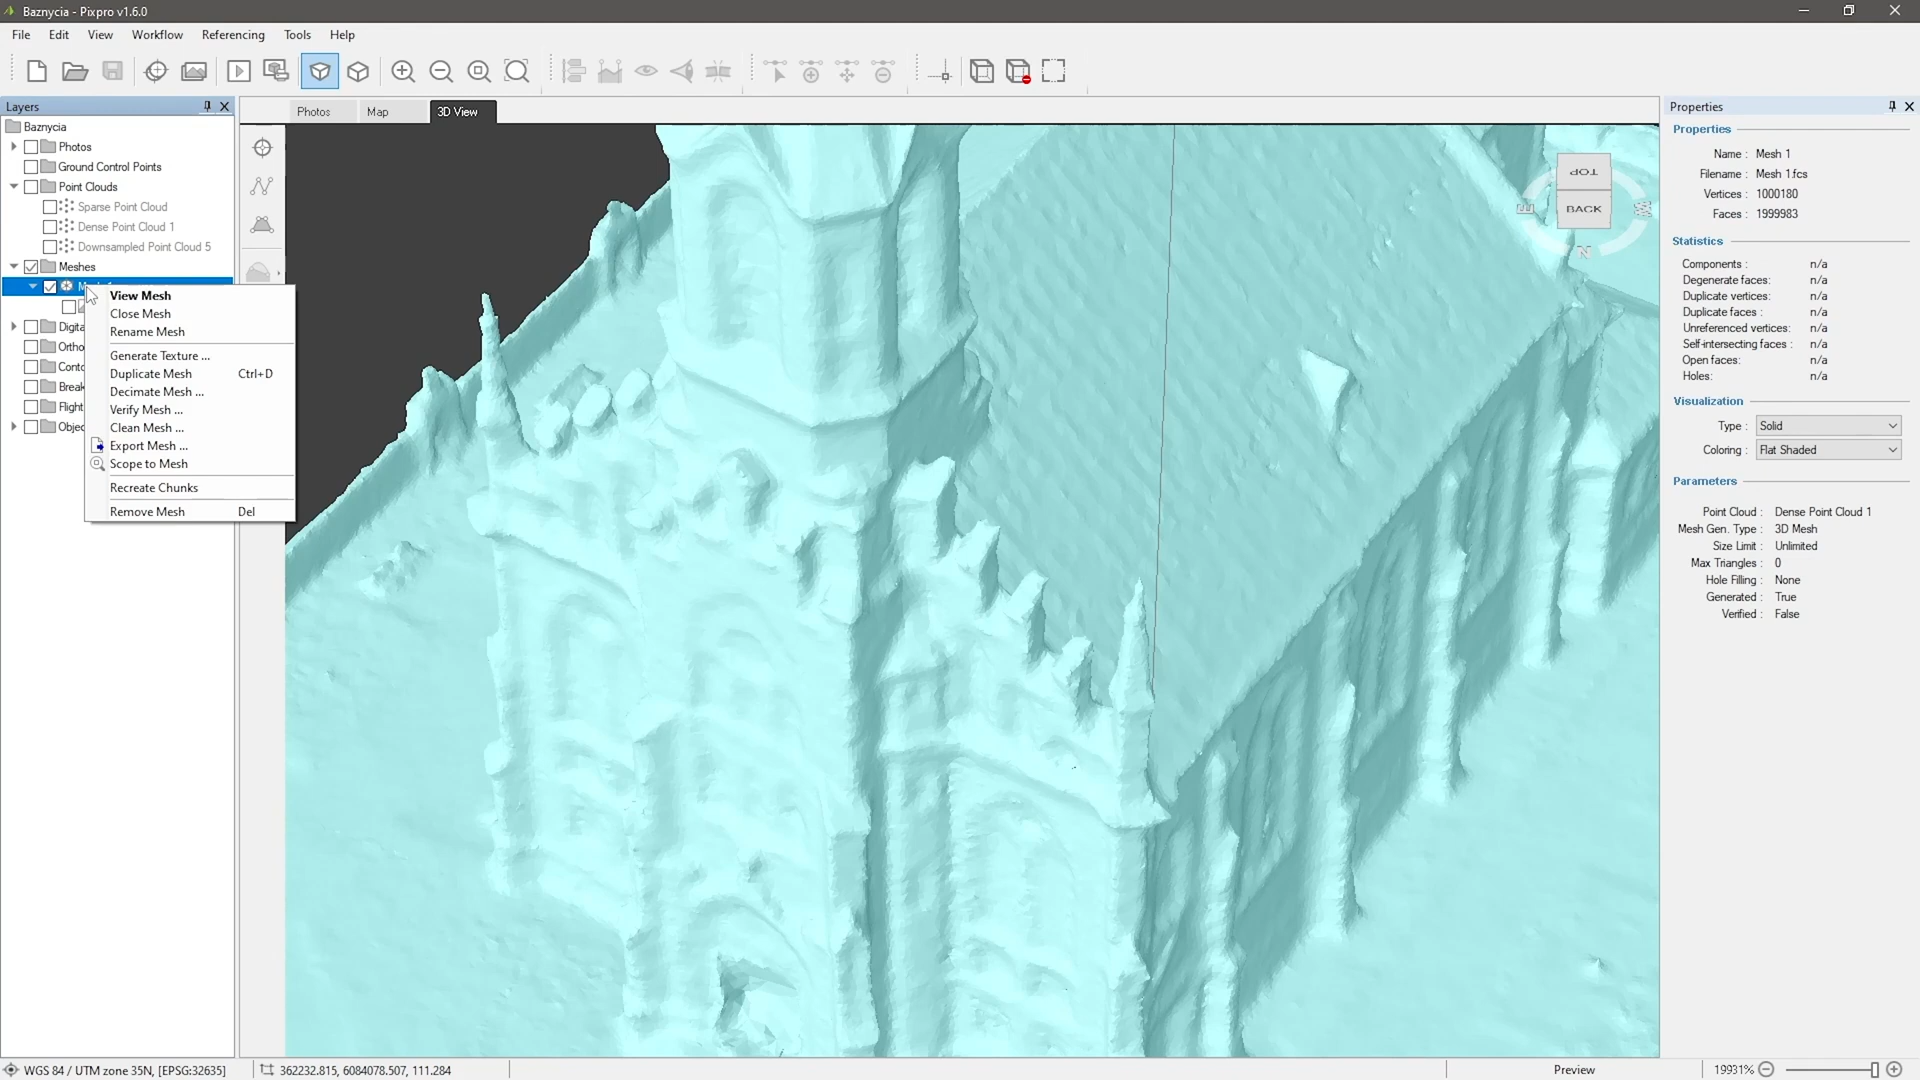 Baznycia - Pixpro v1.6.0
File Edit View Workflow Referencing Tools Help
Layers
Baznycia
Photos
Ground Control Points
Point Clouds
Sparse Point Cloud
Dense Point Cloud 1
Downsampled Point Cloud 5
Meshes
Digita
Ortho
Conto
Break
Flight
Objec
View Mesh
Close Mesh
Rename Mesh
Generate Texture ...
Duplicate Mesh Ctrl+D
Decimate Mesh ...
Verify Mesh ...
Clean Mesh ...
Export Mesh ...
Scope to Mesh
Recreate Chunks
Remove Mesh Del
Photos Map 3D View
TOP
BACK
E
W
N
Properties
Properties
Name : Mesh 1
Filename : Mesh 1.fcs
Vertices : 1000180
Faces : 1999983
Statistics
Components : n/a
Degenerate faces: n/a
Duplicate vertices: n/a
Duplicate faces : n/a
Unreferenced vertices: n/a
Self-intersecting faces : n/a
Open faces: n/a
Holes: n/a
Visualization
Type : Solid
Coloring : Flat Shaded
Parameters
Point Cloud : Dense Point Cloud 1
Mesh Gen. Type : 3D Mesh
Size Limit : Unlimited
Max Triangles : 0
Hole Filling : None
Generated : True
Verified : False
WGS 84 / UTM zone 35N, [EPSG:32635] 362232.815, 6084078.507, 111.284 Preview 19931%